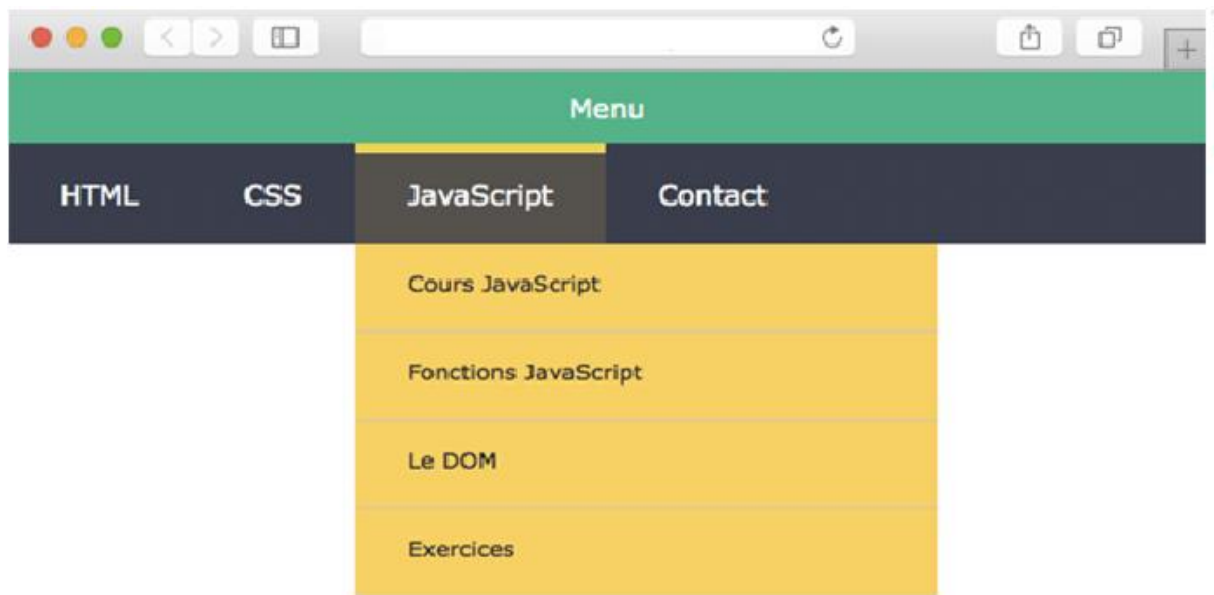 Menu
HTML CSS JavaScript Contact
Cours JavaScript
Fonctions JavaScript
Le DOM
Exercices